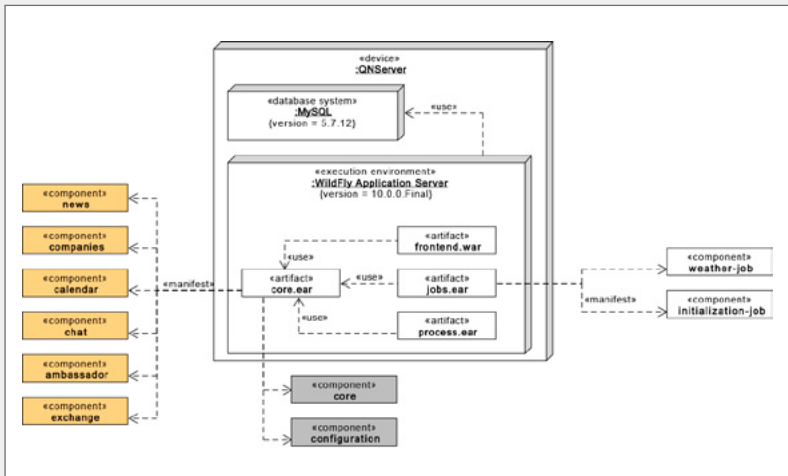 «device»
:QNServer
«database system»
:MySQL
{version = 5.7.12}
«use»
«execution environment»
:WildFly Application Server
{version = 10.0.0.Final}
«component»
news
«component»
companies
«component»
calendar
«component»
chat
«component»
ambassador
«component»
exchange
«manifest»
«artifact»
frontend.war
«use»
«artifact»
core.ear
«use»
«artifact»
jobs.ear
«use»
«artifact»
process.ear
«manifest»
«component»
weather-job
«component»
initialization-job
«component»
core
«component»
configuration